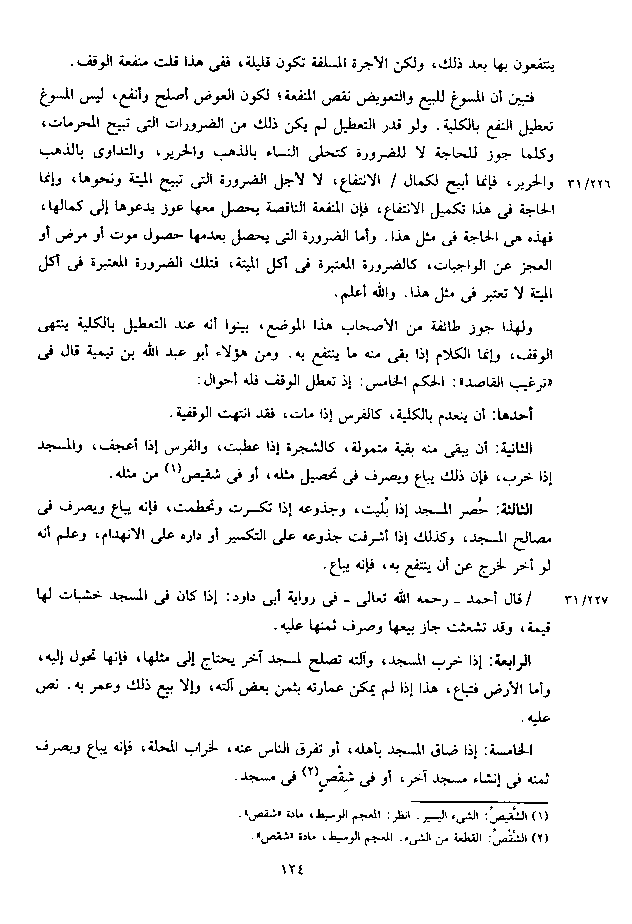 ينتفعون بها بعد ذلك، ولكن الأجرة المسلفة تكون قليلة، ففى هذا قلت منفعة الوقف.
فتبين أن المسوغ للبيع والتعويض نقص المنفعة؛ لكون العوض أصلح وأنفع، ليس المسوغ
تعطيل النفع بالكلية. ولو قدر التعطيل لم يكن ذلك من الضرورات التى تبيح المحرمات،
وكلما جوز للحاجة لا للضرورة كتحلى النساء بالذهب والحرير، والتداوى بالذهب
٣١/٢٢٦ والحرير، فإنما أبيح لكمال / الانتفاع، لا لأجل الضرورة التى تبيح الميتة ونحوها، وإنما
الحاجة فى هذا تكميل الانتفاع، فإن المنفعة الناقصة يحصل معها عوز يدعوها إلى كمالها،
فهذه هى الحاجة فى مثل هذا. وأما الضرورة التى يحصل بعدمها حصول موت أو مرض أو
العجز عن الواجبات، كالضرورة المعتبرة فى أكل الميتة، فتلك الضرورة المعتبرة فى أكل
الميتة لا تعتبر فى مثل هذا. والله أعلم.
ولهذا جوز طائفة من الأصحاب هذا الموضع، بينوا أنه عند التعطيل بالكلية ينتهى
الوقف، وإنما الكلام إذا بقى منه ما ينتفع به. ومن هؤلاء أبو عبد الله بن تيمية قال فى
«ترغيب القاصد»: الحكم الخامس: إذ تعطل الوقف فله أحوال:
أحدها: أن ينعدم بالكلية، كالفرس إذا مات، فقد انتهت الوقفية.
الثانية: أن يبقى منه بقية متمولة، كالشجرة إذا عطبت، والفرس إذا أعجف، والمسجد
إذا خرب، فإن ذلك يباع ويصرف فى تحصيل مثله، أو فى شقيص(١) من مثله.
الثالثة: حُصر المسجد إذا بُليت، وجذوعه إذا تكسرت وتحطمت، فإنه يباع ويصرف فى
مصالح المسجد، وكذلك إذا أشرفت جذوعه على التكسير أو داره على الانهدام، وعلم أنه
لو أخر لخرج عن أن ينتفع به، فإنه يباع.
٣١/٢٢٧ / قال أحمد ـ رحمه الله تعالى ـ فى رواية أبى داود: إذا كان فى المسجد خشبات لها
قيمة، وقد تشعثت جاز بيعها وصرف ثمنها عليه.
الرابعة: إذا خرب المسجد، وآلته تصلح لمسجد آخر يحتاج إلى مثلها، فإنها تحول إليه،
وأما الأرض فتباع، هذا إذا لم يمكن عمارته بثمن بعض آلته، وإلا بيع ذلك وعمر به. نص
عليه.
الخامسة: إذا ضاق المسجد بأهله، أو تفرق الناس عنه، لخراب المحلة، فإنه يباع ويصرف
ثمنه فى إنشاء مسجد آخر، أو فى شِقْصٍ(٢) فى مسجد.
(١) الشَّقِيصُ: الشىء اليسير. انظر: المعجم الوسيط، مادة «شقص».
(٢) الشِّقْصُ: القطعة من الشىء. المعجم الوسيط، مادة «شقص».
١٢٤